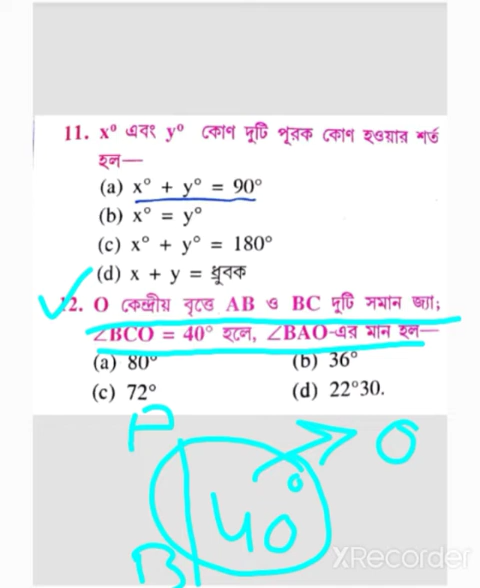 11. x° এবং y° কোণ দুটি পূরক কোণ হওয়ার শর্ত
হল—
(a) x° + y° = 90°
(b) x° = y°
(c) x° + y° = 180°
(d) x + y = ধ্রুবক
12. O কেন্দ্রীয় বৃত্তে AB ও BC দুটি সমান জ্যা;
∠BCO = 40° হলে, ∠BAO-এর মান হল—
(a) 80° (b) 36°
(c) 72° (d) 22°30.
O
40
B
XRecorder